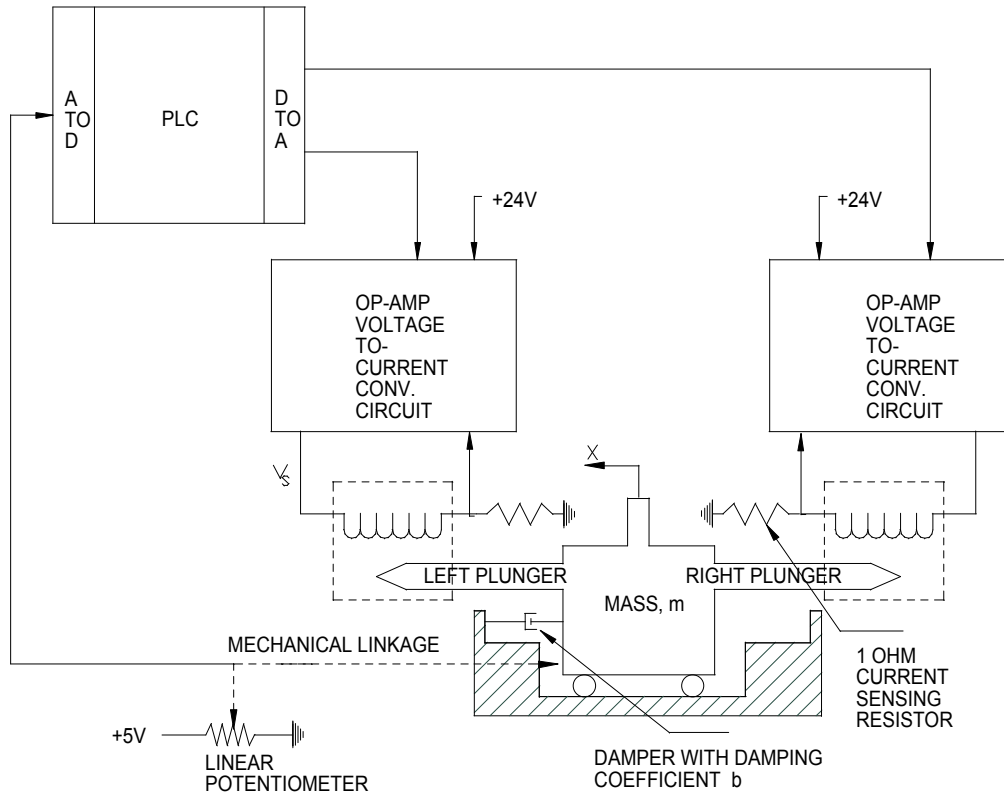 A
TO
D
PLC
D
TO
A
+24V
+24V
OP-AMP
VOLTAGE
TO-
CURRENT
CONV.
CIRCUIT
OP-AMP
VOLTAGE
TO-
CURRENT
CONV.
CIRCUIT
X
Vs
LEFT PLUNGER
RIGHT PLUNGER
MASS, m
MECHANICAL LINKAGE
1 OHM
CURRENT
SENSING
RESISTOR
+5V
LINEAR
POTENTIOMETER
DAMPER WITH DAMPING
COEFFICIENT b